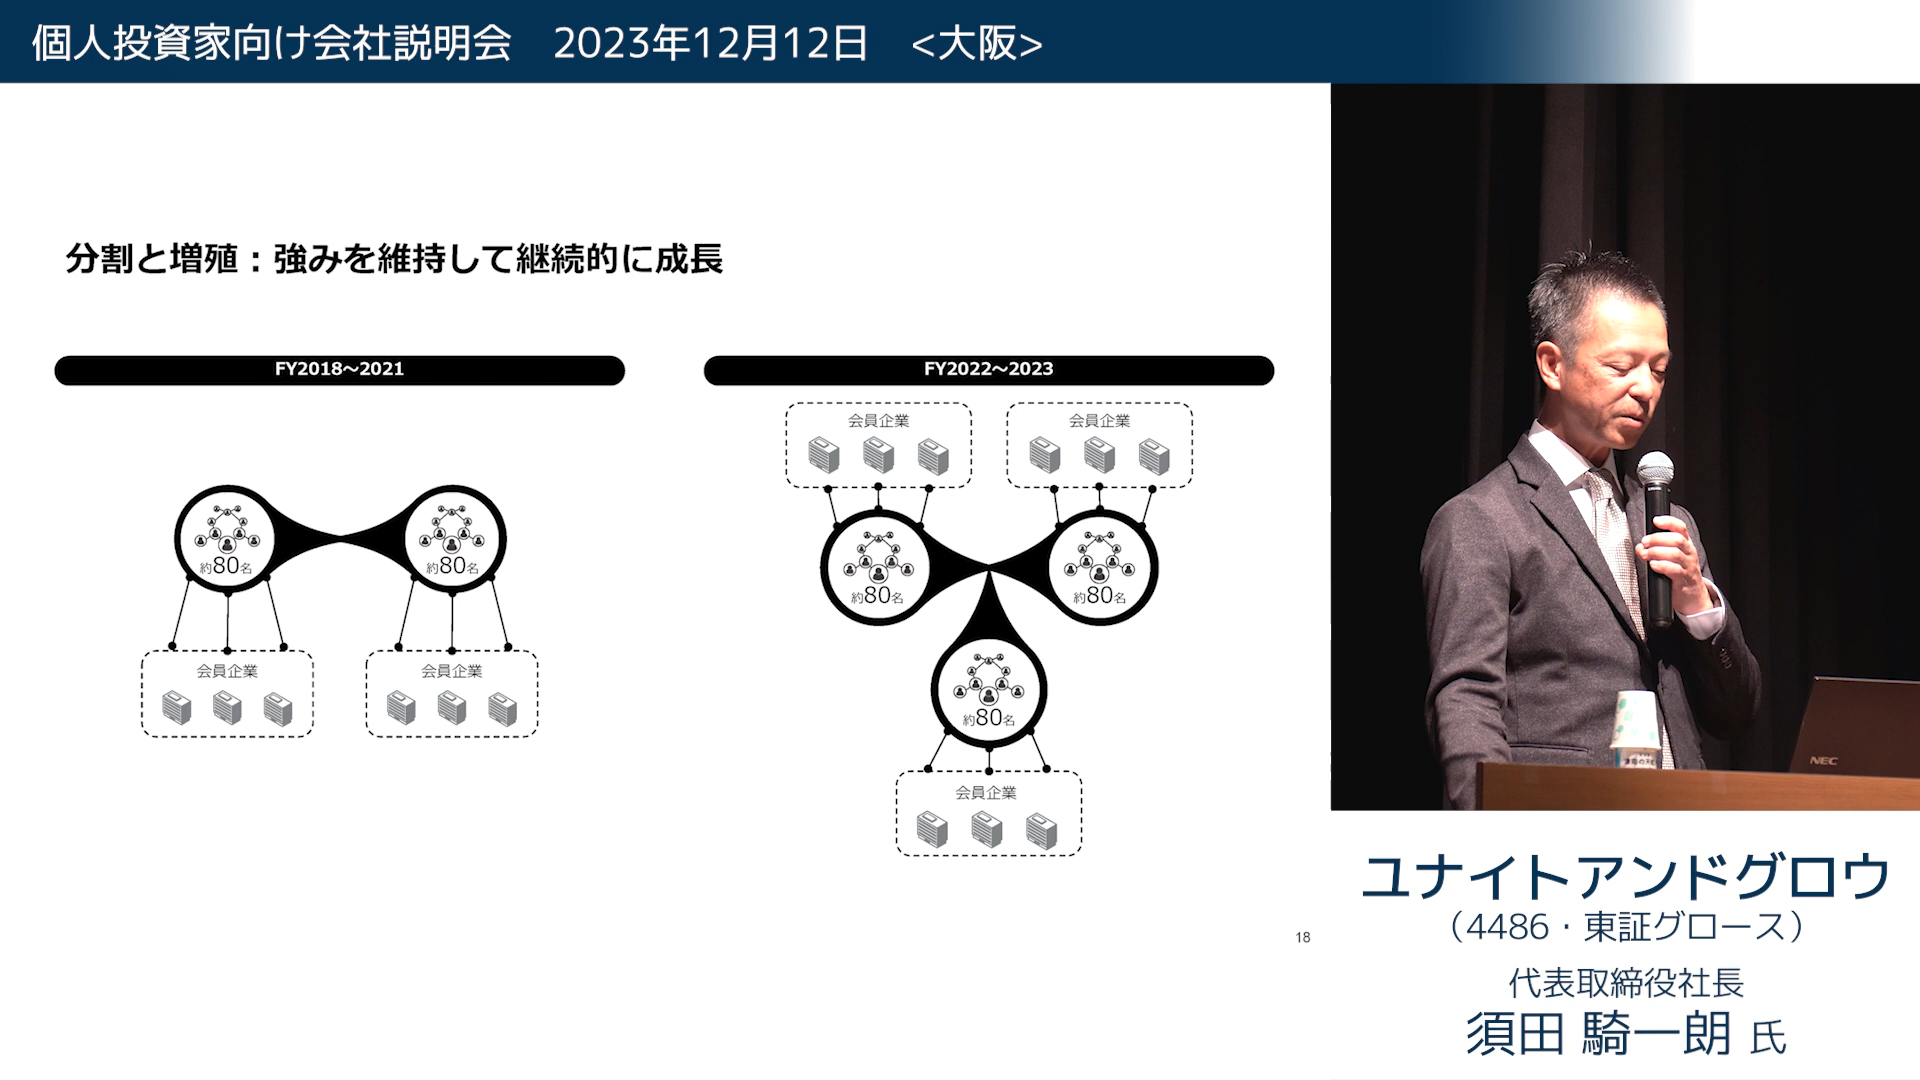 個人投資家向け会社説明会　2023年12月12日　<大阪>
分割と増殖：強みを維持して継続的に成長
FY2018～2021
約80名
約80名
会員企業
会員企業
FY2022～2023
会員企業
会員企業
約80名
約80名
約80名
会員企業
18
NEC
ユナイトアンドグロウ
（4486・東証グロース）
代表取締役社長
須田 騎一朗 氏